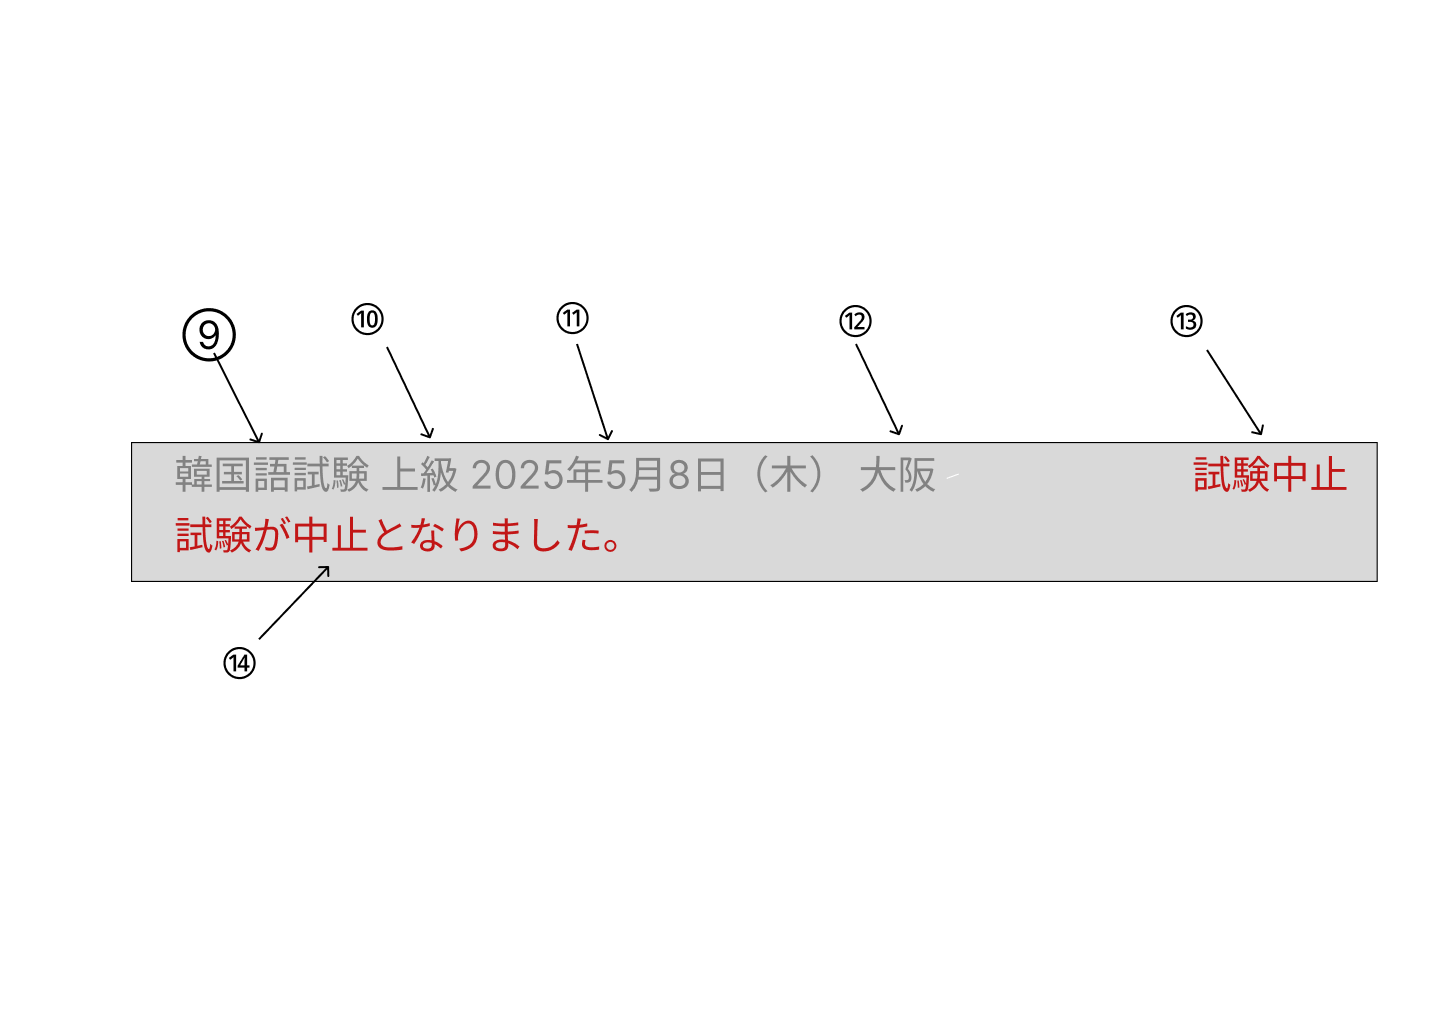 ⑨ ⑩ ⑪ ⑫ ⑬
韓国語試験 上級 2025年5月8日（木） 大阪 試験中止
試験が中止となりました。
⑭